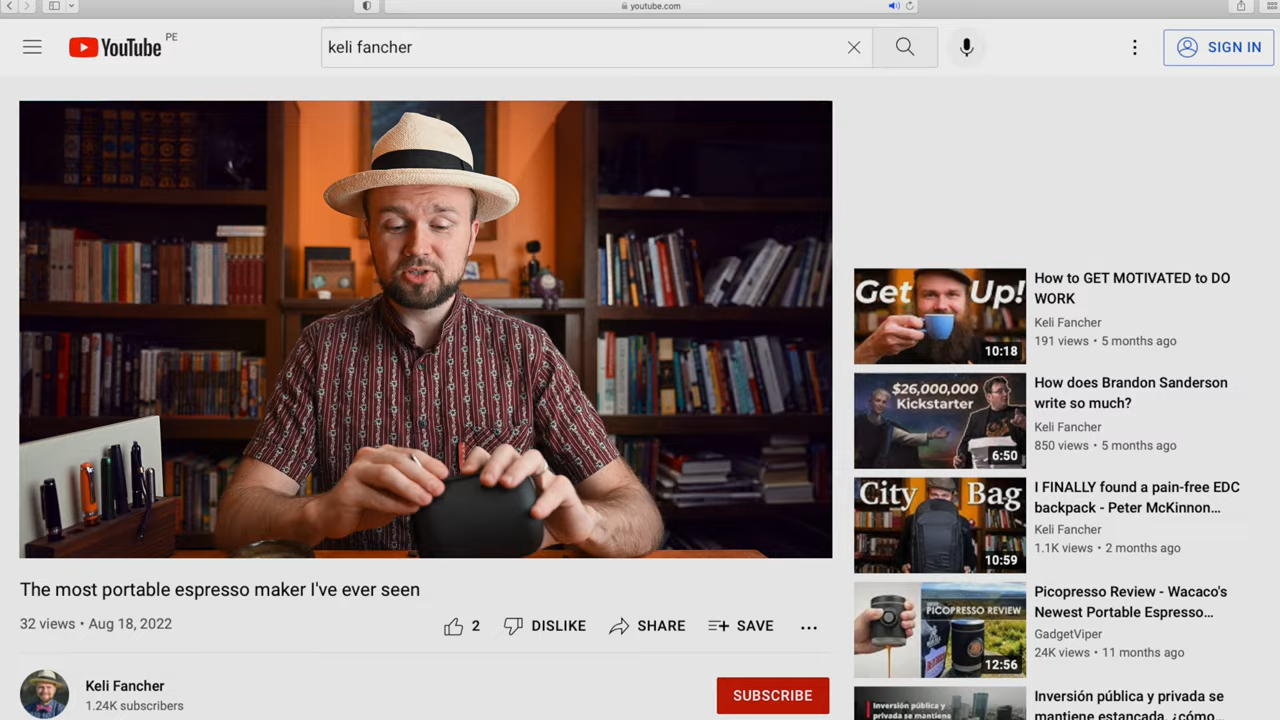 youtube.com
YouTube PE
keli fancher
SIGN IN
The most portable espresso maker I've ever seen
32 views • Aug 18, 2022
2
DISLIKE
SHARE
SAVE
Keli Fancher
1.24K subscribers
SUBSCRIBE
Get Up!
10:18
How to GET MOTIVATED to DO
WORK
Keli Fancher
191 views • 5 months ago
$26,000,000
Kickstarter
6:50
How does Brandon Sanderson
write so much?
Keli Fancher
850 views • 5 months ago
City Bag
10:59
I FINALLY found a pain-free EDC
backpack - Peter McKinnon...
Keli Fancher
1.1K views • 2 months ago
PICOPRESSO REVIEW
12:56
Picopresso Review - Wacaco's
Newest Portable Espresso...
GadgetViper
24K views • 11 months ago
Inversión pública y
privada se mantiene
Inversión pública y privada se
mantiene estancada, ¿cómo...